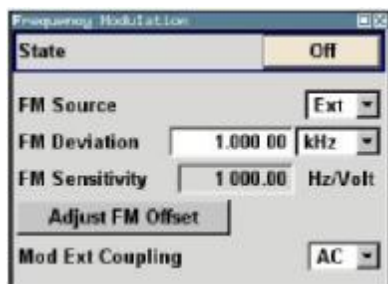 Frequency Modulation
State Off
FM Source Ext
FM Deviation 1.000 00 kHz
FM Sensitivity 1 000.00 Hz/Volt
Adjust FM Offset
Mod Ext Coupling AC